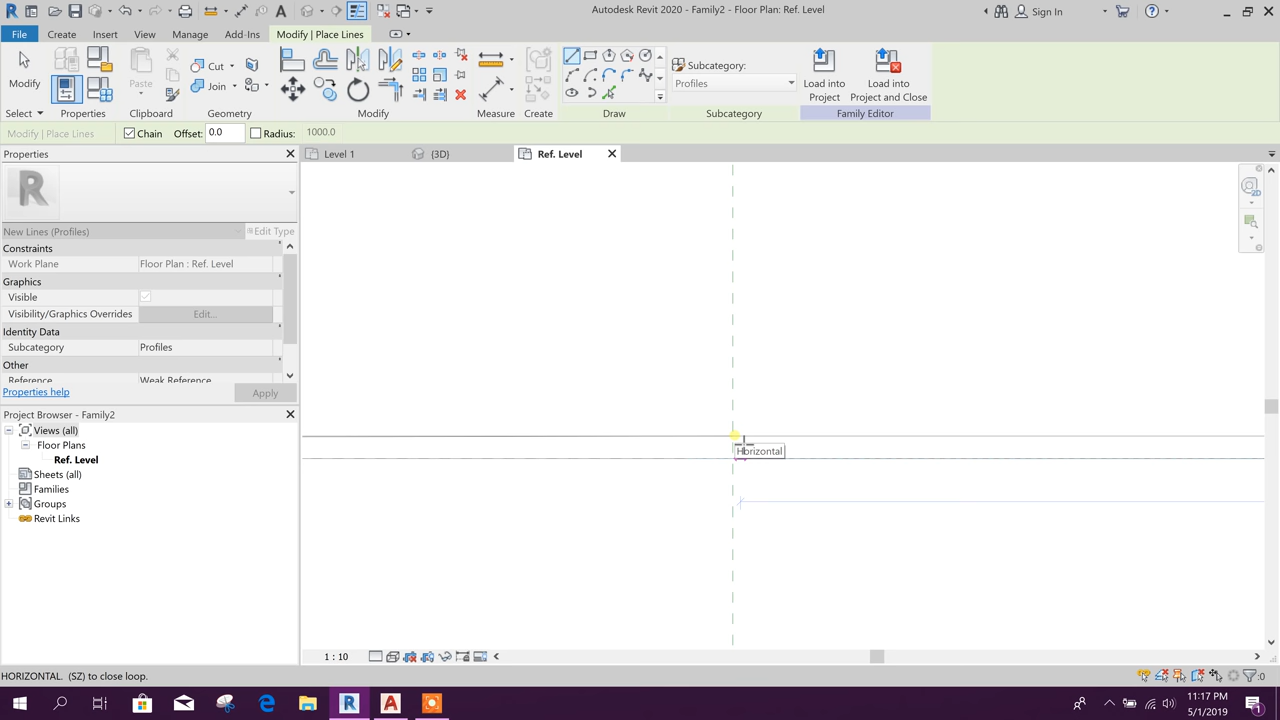 Autodesk Revit 2020 - Family2 - Floor Plan: Ref. Level
Sign In
File
Create
Insert
View
Manage
Add-Ins
Modify | Place Lines
Modify
Paste
Cut
Join
Subcategory:
Profiles
Load into
Project
Load into
Project and Close
Select
Properties
Clipboard
Geometry
Modify
Measure
Create
Draw
Subcategory
Family Editor
Modify | Place Lines
Chain
Offset:
0.0
Radius:
1000.0
Properties
Level 1
{3D}
Ref. Level
New Lines (Profiles)
Edit Type
Constraints
Work Plane
Floor Plan : Ref. Level
Graphics
Visible
Visibility/Graphics Overrides
Edit...
Identity Data
Subcategory
Profiles
Other
Reference
Weak Reference
Properties help
Apply
Project Browser - Family2
Views (all)
Floor Plans
Ref. Level
Sheets (all)
Families
Groups
Revit Links
2D
Horizontal
1 : 10
HORIZONTAL. (SZ) to close loop.
:0
11:17 PM
5/1/2019
1